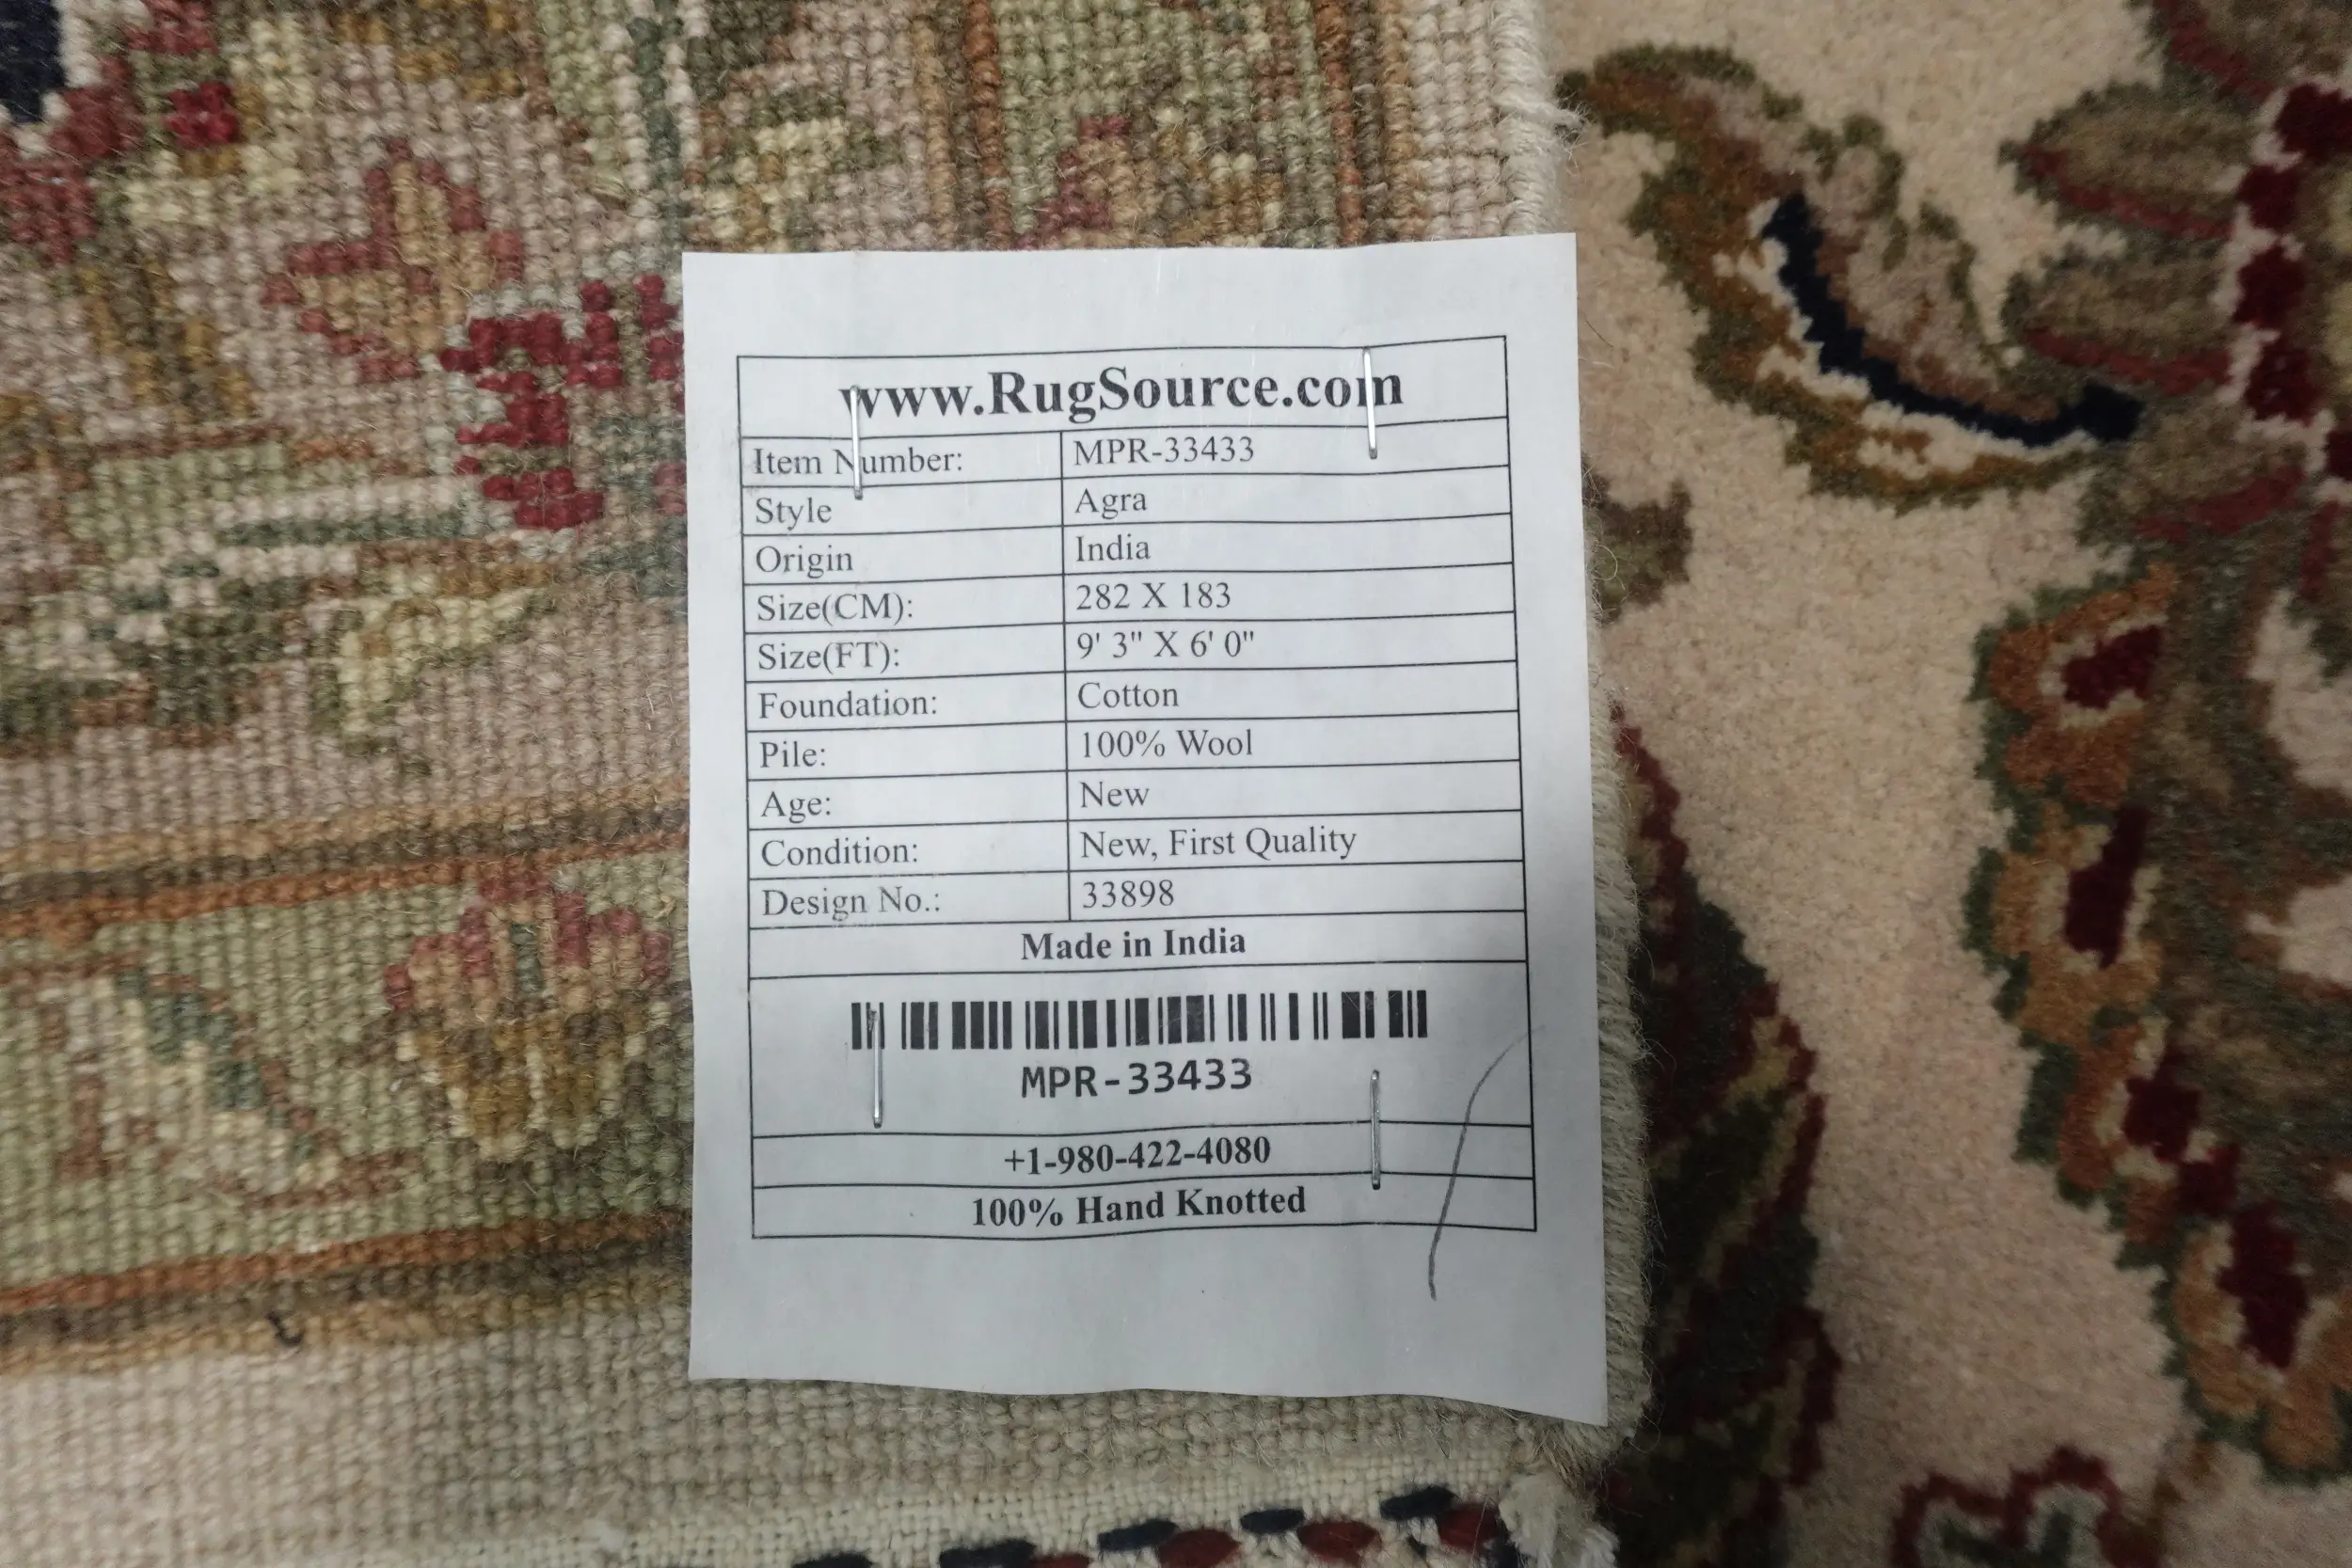 www.RugSource.com
Item Number: MPR-33433
Style Agra
Origin India
Size(CM): 282 X 183
Size(FT): 9' 3" X 6' 0"
Foundation: Cotton
Pile: 100% Wool
Age: New
Condition: New, First Quality
Design No.: 33898
Made in India
MPR-33433
+1-980-422-4080
100% Hand Knotted